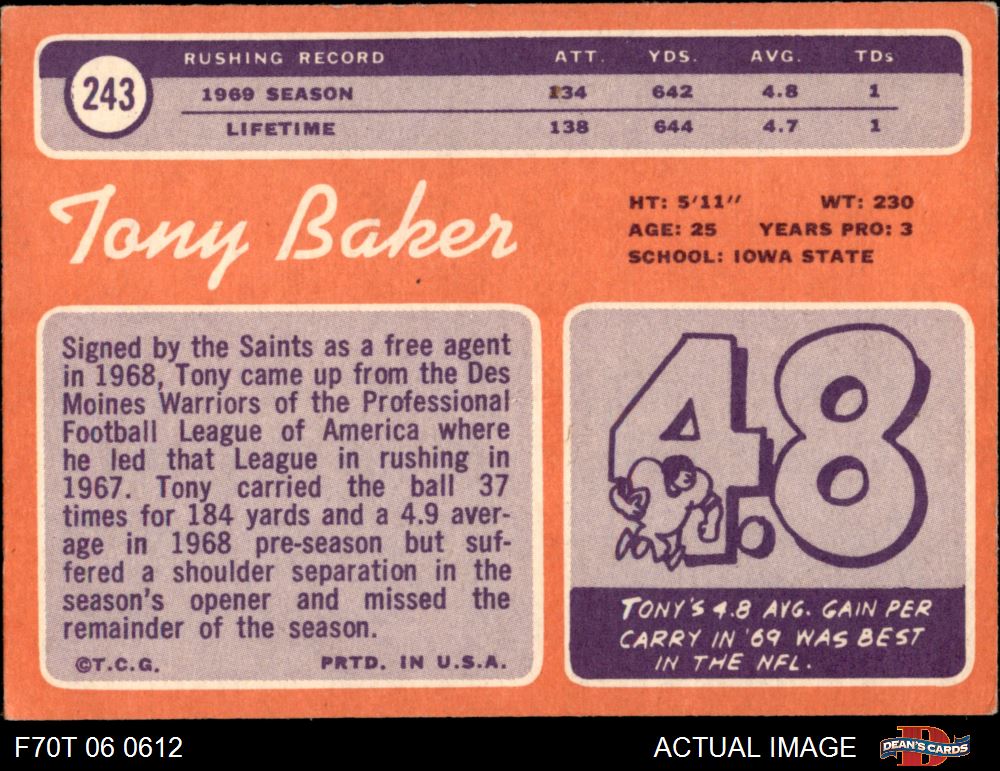 RUSHING RECORD ATT. YDS. AVG. TDs
243
1969 SEASON 134 642 4.8 1
LIFETIME 138 644 4.7 1
Tony Baker
HT: 5'11" WT: 230
AGE: 25 YEARS PRO: 3
SCHOOL: IOWA STATE
Signed by the Saints as a free agent
in 1968, Tony came up from the Des
Moines Warriors of the Professional
Football League of America where
he led that League in rushing in
1967. Tony carried the ball 37
times for 184 yards and a 4.9 aver-
age in 1968 pre-season but suf-
fered a shoulder separation in the
season's opener and missed the
remainder of the season.
©T.C.G. PRTD. IN U.S.A.
4.8
TONY'S 4.8 AVG. GAIN PER
CARRY IN '69 WAS BEST
IN THE NFL.
F70T 06 0612 ACTUAL IMAGE D DEAN'S CARDS